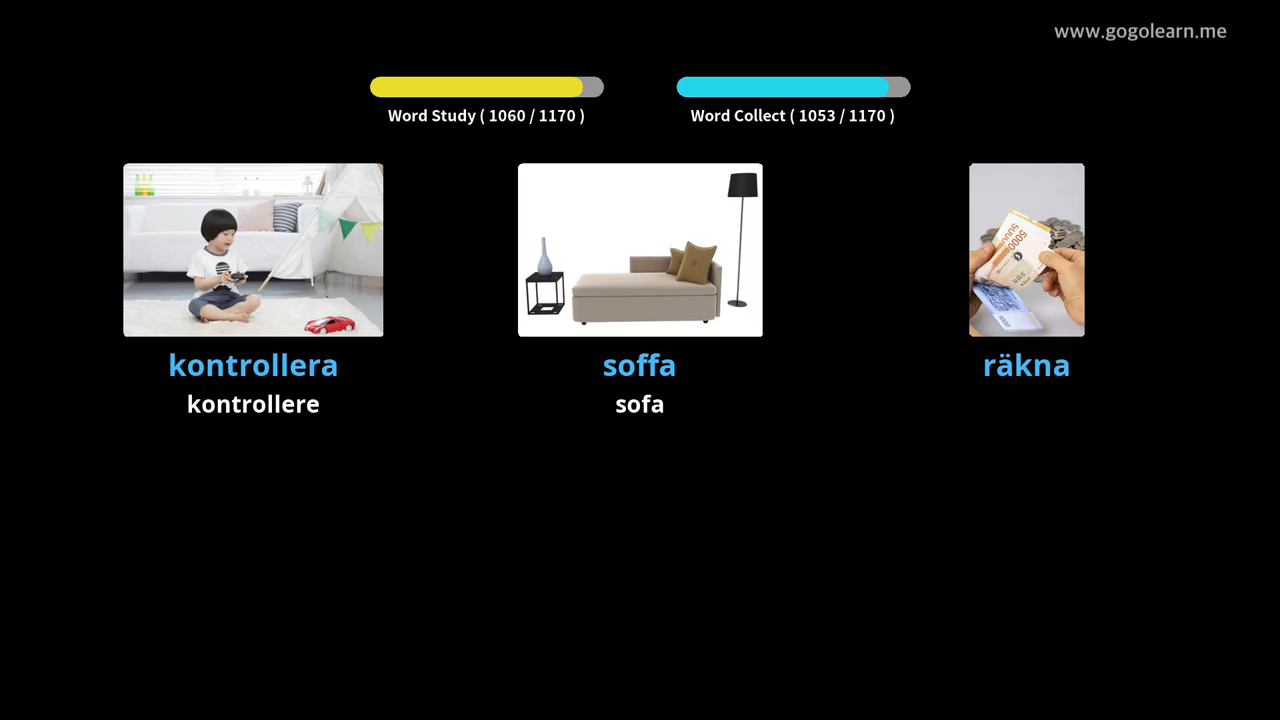 www.gogolearn.me
Word Study ( 1060 / 1170 )
Word Collect ( 1053 / 1170 )
kontrollera
soffa
räkna
kontrollere
sofa